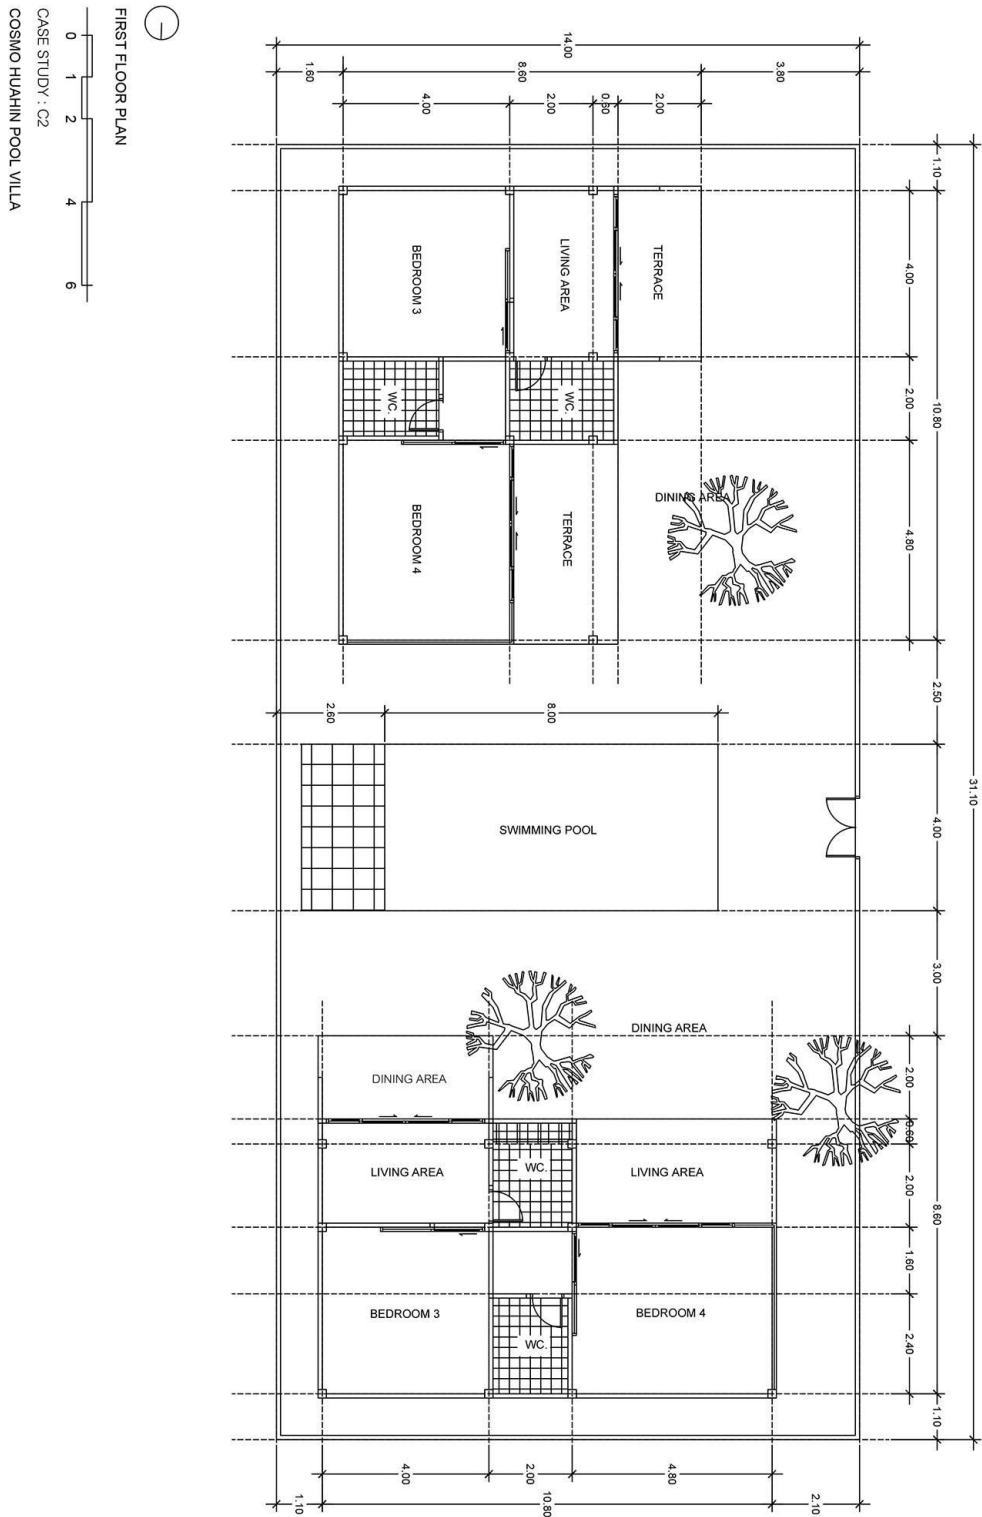 FIRST FLOOR PLAN
CASE STUDY : C2
COSMO HUAHIN POOL VILLA
0 1 2 4 6
14.00
1.60 8.60 3.80
4.00 2.00 0.60 2.00
1.10
BEDROOM 3
LIVING AREA
TERRACE
4.00
WC.
WC.
2.00
10.80
DINING AREA
BEDROOM 4
TERRACE
4.80
2.50
2.60
8.00
31.10
SWIMMING POOL
4.00
3.00
DINING AREA
DINING AREA
2.00
0.60
WC.
LIVING AREA
LIVING AREA
2.00
8.60
1.60
BEDROOM 3
BEDROOM 4
WC.
2.40
1.10
4.00 2.00 4.80
1.10 10.80 2.10